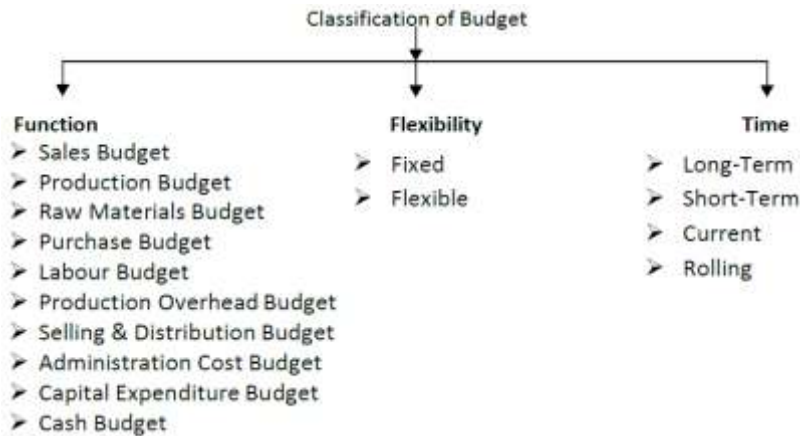 Classification of Budget
Function
➤ Sales Budget
➤ Production Budget
➤ Raw Materials Budget
➤ Purchase Budget
➤ Labour Budget
➤ Production Overhead Budget
➤ Selling & Distribution Budget
➤ Administration Cost Budget
➤ Capital Expenditure Budget
➤ Cash Budget
Flexibility
➤ Fixed
➤ Flexible
Time
➤ Long-Term
➤ Short-Term
➤ Current
➤ Rolling